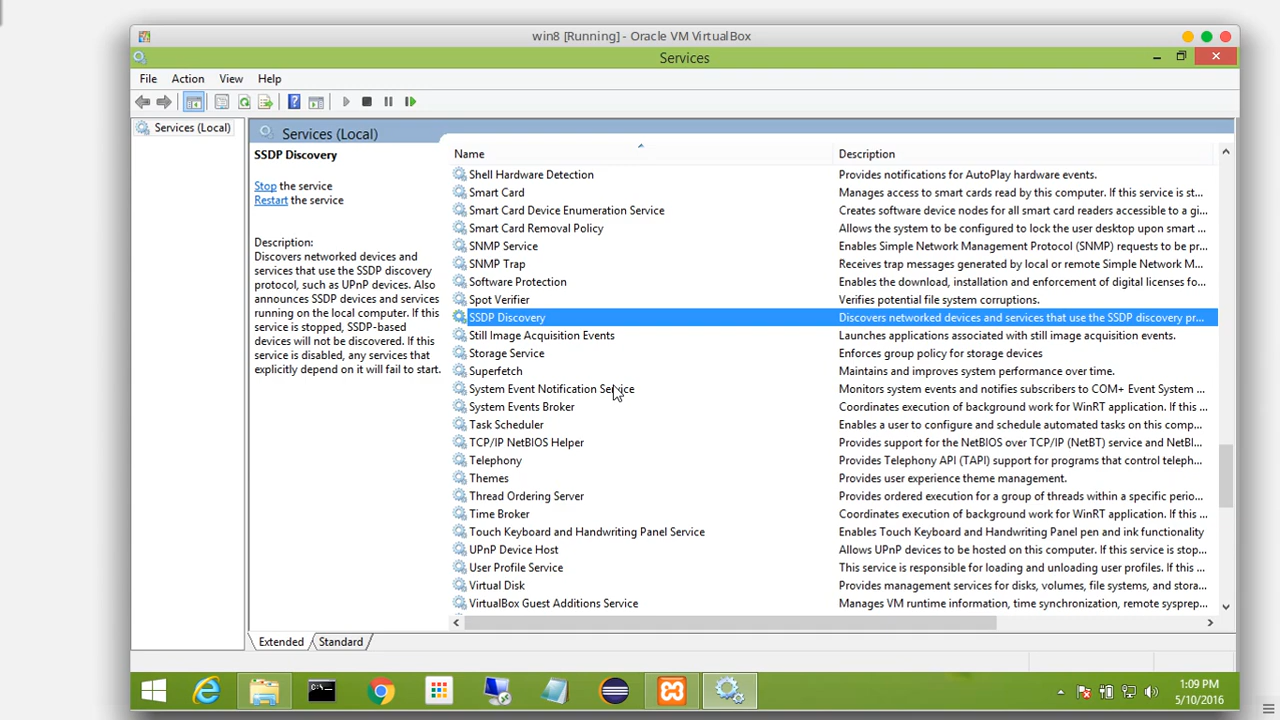 win8 [Running] - Oracle VM VirtualBox
Services
File Action View Help
Services (Local)
Services (Local)
SSDP Discovery
Stop the service
Restart the service
Description:
Discovers networked devices and
services that use the SSDP discovery
protocol, such as UPnP devices. Also
announces SSDP devices and services
running on the local computer. If this
service is stopped, SSDP-based
devices will not be discovered. If this
service is disabled, any services that
explicitly depend on it will fail to start.
Name Description
Shell Hardware Detection Provides notifications for AutoPlay hardware events.
Smart Card Manages access to smart cards read by this computer. If this service is st...
Smart Card Device Enumeration Service Creates software device nodes for all smart card readers accessible to a gi...
Smart Card Removal Policy Allows the system to be configured to lock the user desktop upon smart ...
SNMP Service Enables Simple Network Management Protocol (SNMP) requests to be pr...
SNMP Trap Receives trap messages generated by local or remote Simple Network M...
Software Protection Enables the download, installation and enforcement of digital licenses fo...
Spot Verifier Verifies potential file system corruptions.
SSDP Discovery Discovers networked devices and services that use the SSDP discovery pr...
Still Image Acquisition Events Launches applications associated with still image acquisition events.
Storage Service Enforces group policy for storage devices
Superfetch Maintains and improves system performance over time.
System Event Notification Service Monitors system events and notifies subscribers to COM+ Event System ...
System Events Broker Coordinates execution of background work for WinRT application. If this ...
Task Scheduler Enables a user to configure and schedule automated tasks on this comp...
TCP/IP NetBIOS Helper Provides support for the NetBIOS over TCP/IP (NetBT) service and NetBI...
Telephony Provides Telephony API (TAPI) support for programs that control teleph...
Themes Provides user experience theme management.
Thread Ordering Server Provides ordered execution for a group of threads within a specific perio...
Time Broker Coordinates execution of background work for WinRT application. If this ...
Touch Keyboard and Handwriting Panel Service Enables Touch Keyboard and Handwriting Panel pen and ink functionality
UPnP Device Host Allows UPnP devices to be hosted on this computer. If this service is stop...
User Profile Service This service is responsible for loading and unloading user profiles. If this ...
Virtual Disk Provides management services for disks, volumes, file systems, and stora...
VirtualBox Guest Additions Service Manages VM runtime information, time synchronization, remote sysprep...
Extended Standard
1:09 PM
5/10/2016